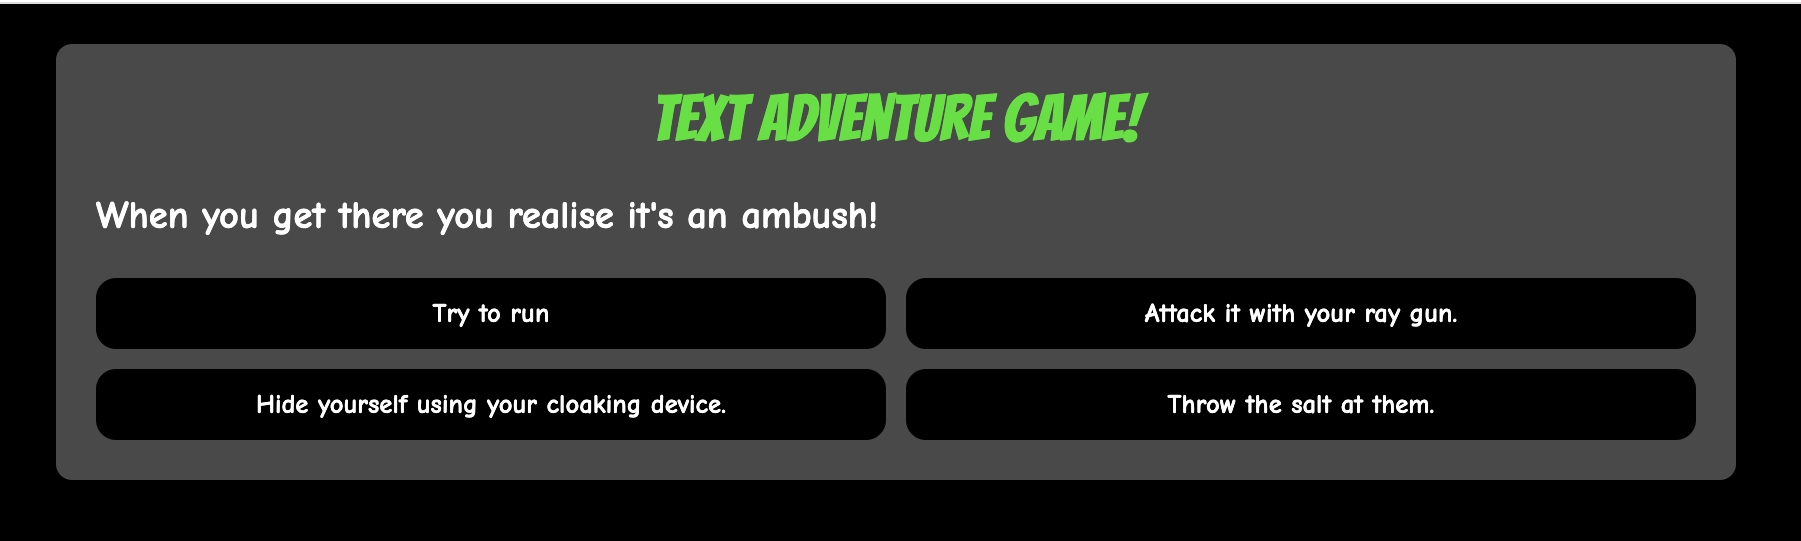 TEXT ADVENTURE GAME!
When you get there you realise it's an ambush!
Try to run
Attack it with your ray gun.
Hide yourself using your cloaking device.
Throw the salt at them.